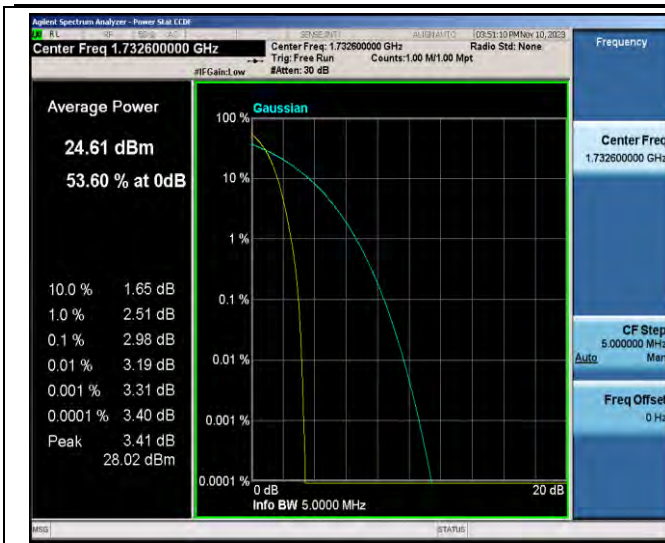 Agilent Spectrum Analyzer - Power Stat CCDF
RL RF 50 Ω AC SENSE:INT ALIGN AUTO 03:51:10 PM Nov 10, 2023
Center Freq 1.732600000 GHz
Center Freq: 1.732600000 GHz Radio Std: None
Trig: Free Run Counts:1.00 M/1.00 Mpt
#IFGain:Low #Atten: 30 dB
Frequency
Average Power
24.61 dBm
53.60 % at 0dB
10.0 % 1.65 dB
1.0 % 2.51 dB
0.1 % 2.98 dB
0.01 % 3.19 dB
0.001 % 3.31 dB
0.0001 % 3.40 dB
Peak 3.41 dB
28.02 dBm
Gaussian
100 %
10 %
1 %
0.1 %
0.01 %
0.001 %
0.0001 %
0 dB 20 dB
Info BW 5.0000 MHz
Center Freq
1.732600000 GHz
CF Step
5.000000 MHz
Auto Man
Freq Offset
0 Hz
MSG STATUS